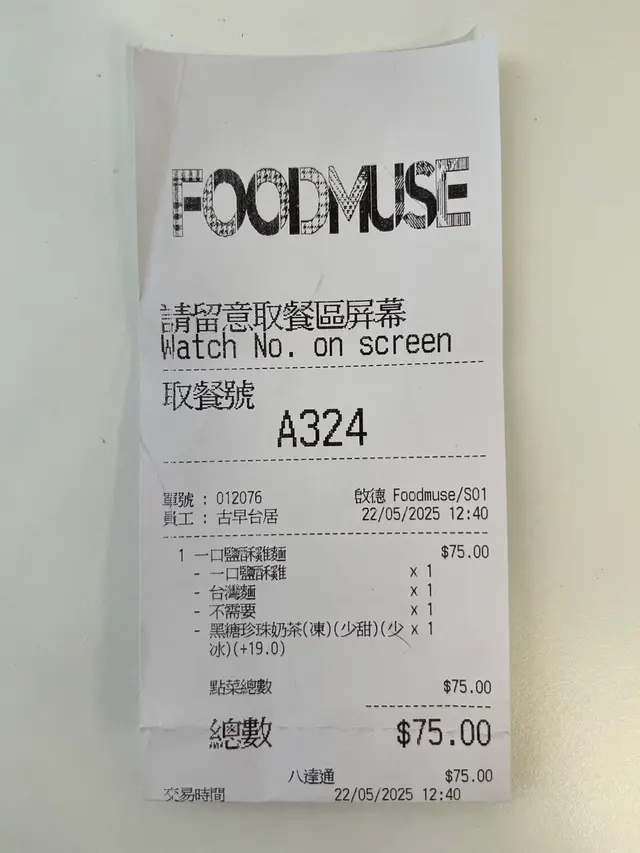 FOODMUSE
請留意取餐區屏幕
Watch No. on screen
取餐號
A324
單號 : 012076 啟德 Foodmuse/S01
員工 : 古早台居 22/05/2025 12:40
1 一口鹽酥雞麵 $75.00
- 一口鹽酥雞 x 1
- 台灣麵 x 1
- 不需要 x 1
- 黑糖珍珠奶茶(凍)(少甜)(少 x 1
冰)(+19.0)
點菜總數 $75.00
總數 $75.00
八達通 $75.00
交易時間 22/05/2025 12:40